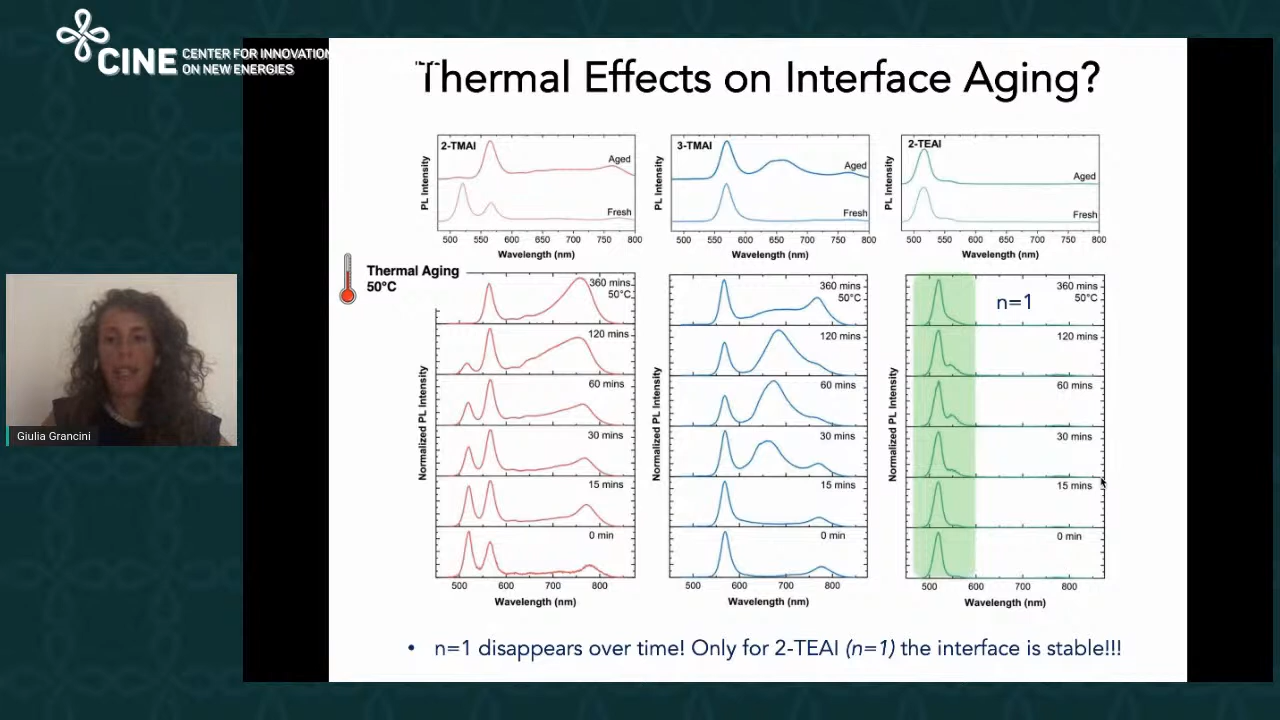 CINE CENTER FOR INNOVATION
ON NEW ENERGIES
Thermal Effects on Interface Aging?
2-TMAI
Aged
Fresh
PL Intensity
500 550 600 650 700 750 800
Wavelength (nm)
3-TMAI
Aged
Fresh
PL Intensity
500 550 600 650 700 750 800
Wavelength (nm)
2-TEAI
Aged
Fresh
PL Intensity
500 550 600 650 700 750 800
Wavelength (nm)
Thermal Aging
50°C
360 mins
50°C
120 mins
60 mins
30 mins
15 mins
0 min
Normalized PL Intensity
500 600 700 800
Wavelength (nm)
360 mins
50°C
120 mins
60 mins
30 mins
15 mins
0 min
Normalized PL Intensity
500 600 700 800
Wavelength (nm)
n=1
360 mins
50°C
120 mins
60 mins
30 mins
15 mins
0 min
Normalized PL Intensity
500 600 700 800
Wavelength (nm)
• n=1 disappears over time! Only for 2-TEAI (n=1) the interface is stable!!!
Giulia Grancini